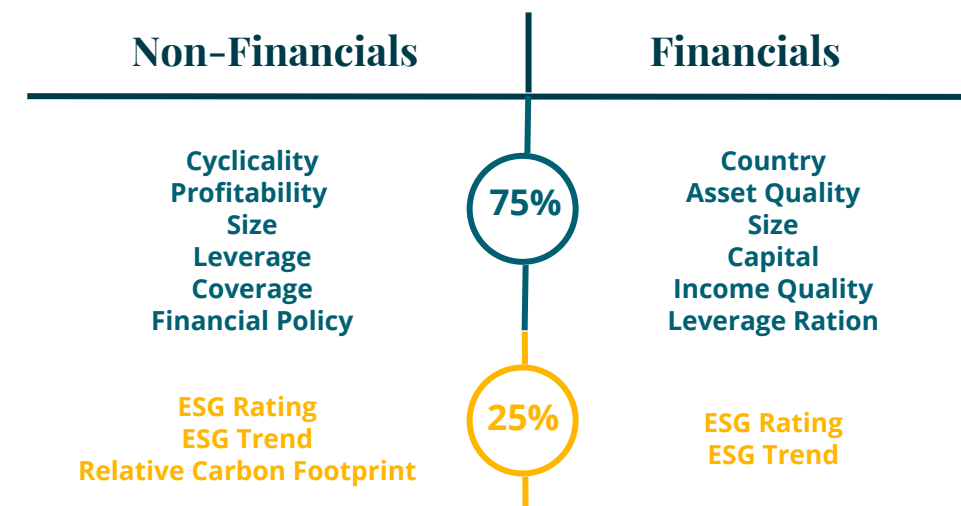 Non-Financials
Financials
Cyclicality
Profitability
Size
Leverage
Coverage
Financial Policy
75%
Country
Asset Quality
Size
Capital
Income Quality
Leverage Ration
ESG Rating
ESG Trend
Relative Carbon Footprint
25%
ESG Rating
ESG Trend